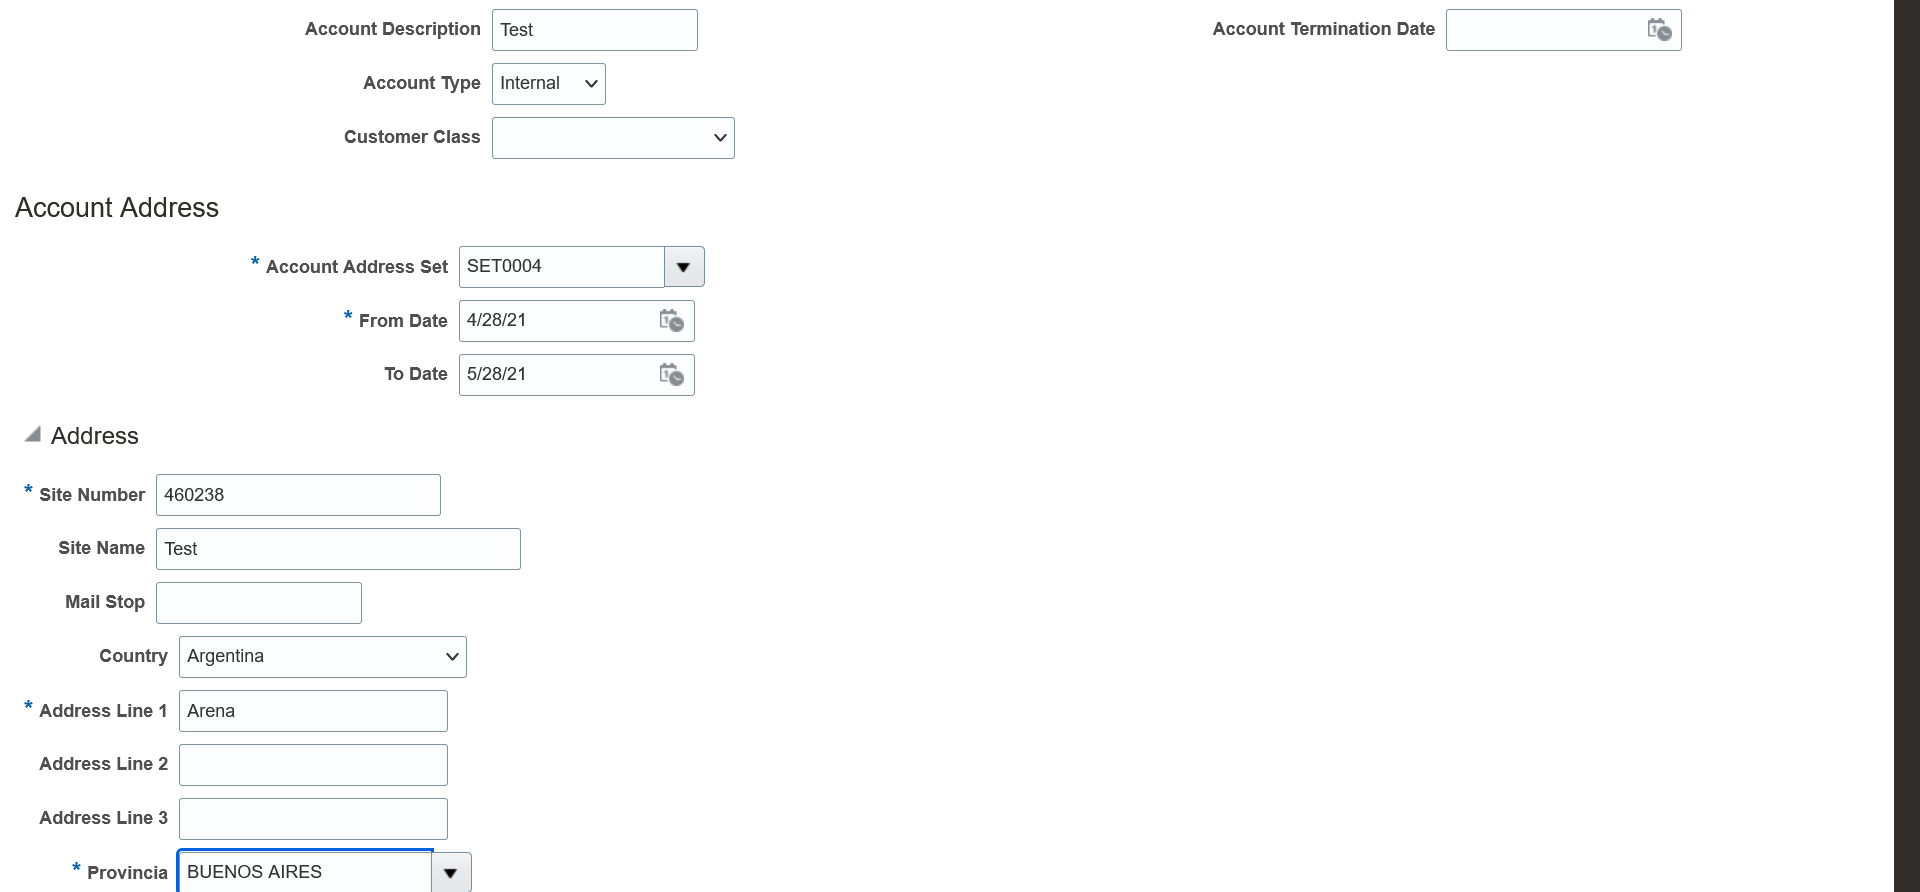 Account Description Test Account Termination Date
Account Type Internal
Customer Class
Account Address
* Account Address Set SET0004
* From Date 4/28/21
To Date 5/28/21
Address
* Site Number 460238
Site Name Test
Mail Stop
Country Argentina
* Address Line 1 Arena
Address Line 2
Address Line 3
* Provincia BUENOS AIRES